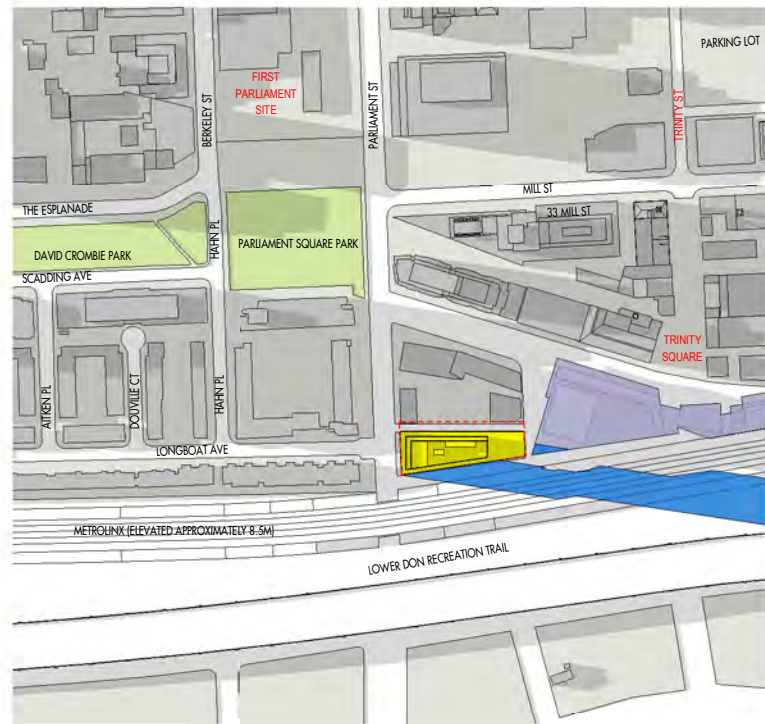 PARKING LOT
FIRST
PARLIAMENT
SITE
BERKELEY ST
PARLIAMENT ST
TRINITY ST
MILL ST
THE ESPLANADE
33 MILL ST
HAHN PL
PARLIAMENT SQUARE PARK
DAVID CROMBIE PARK
SCADDING AVE
TRINITY
SQUARE
AITKEN PL
DOUVILLE CT
HAHN PL
LONGBOAT AVE
METROLINX (ELEVATED APPROXIMATELY 8.5M)
LOWER DON RECREATION TRAIL